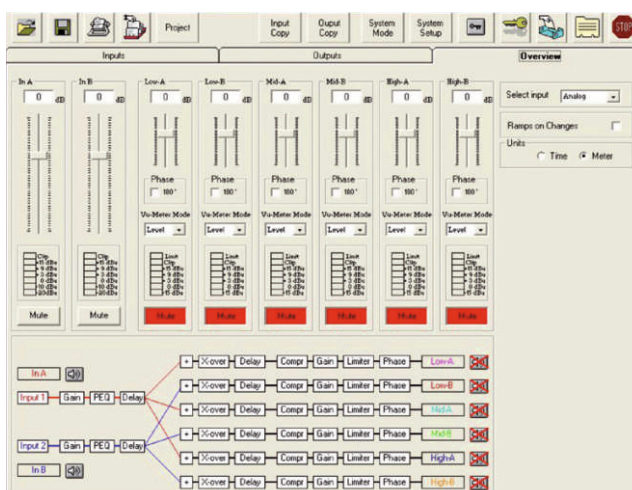 Project
Input Copy
Ouput Copy
System Mode
System Setup
STOP
Inputs
Outputs
Overview
In A
In B
Low-A
Low-B
Mid-A
Mid-B
High-A
High-B
0 dB 0 dB 0 dB 0 dB 0 dB 0 dB 0 dB 0 dB
Select input Analog
Ramps on Changes
Units
Time Meter
Phase Phase Phase Phase Phase Phase
180° 180° 180° 180° 180° 180°
Vu-Meter Mode Vu-Meter Mode Vu-Meter Mode Vu-Meter Mode Vu-Meter Mode Vu-Meter Mode
Level Level Level Level Level Level
Clip Clip Limit Limit Limit Limit Limit Limit
Clip Clip Clip Clip Clip Clip
Mute Mute Mute Mute Mute Mute Mute Mute
+ X-over Delay Compr Gain Limiter Phase Low-A
In A
+ X-over Delay Compr Gain Limiter Phase Low-B
Input 1 Gain PEQ Delay
+ X-over Delay Compr Gain Limiter Phase Mid-A
+ X-over Delay Compr Gain Limiter Phase Mid-B
Input 2 Gain PEQ Delay
+ X-over Delay Compr Gain Limiter Phase High-A
In B
+ X-over Delay Compr Gain Limiter Phase High-B